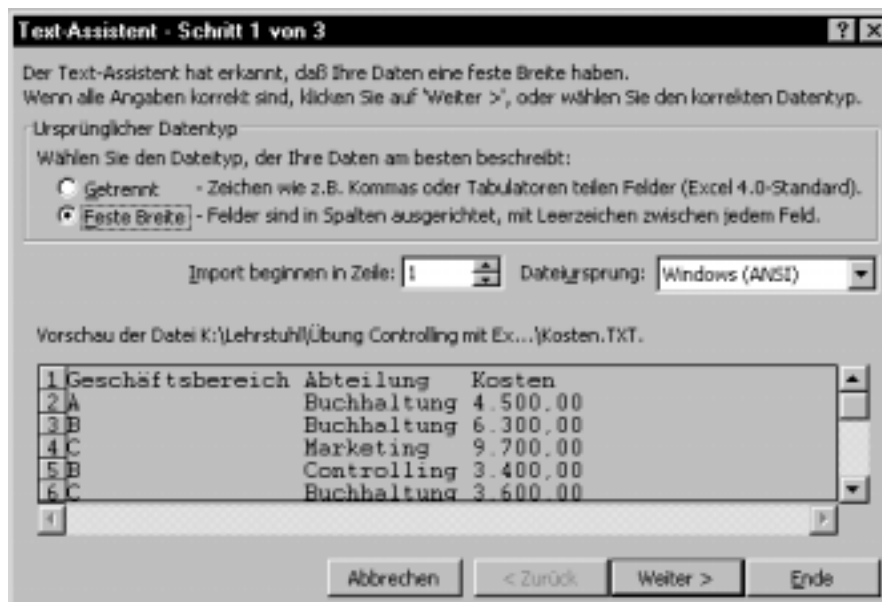 Text-Assistent - Schritt 1 von 3
Der Text-Assistent hat erkannt, daß Ihre Daten eine feste Breite haben.
Wenn alle Angaben korrekt sind, klicken Sie auf 'Weiter >', oder wählen Sie den korrekten Datentyp.
Ursprünglicher Datentyp
Wählen Sie den Dateityp, der Ihre Daten am besten beschreibt:
Getrennt - Zeichen wie z.B. Kommas oder Tabulatoren teilen Felder (Excel 4.0-Standard).
Feste Breite - Felder sind in Spalten ausgerichtet, mit Leerzeichen zwischen jedem Feld.
Import beginnen in Zeile: 1 Dateiursprung: Windows (ANSI)
Vorschau der Datei K:\Lehrstuhl\Übung Controlling mit Ex...\Kosten.TXT.
1 Geschäftsbereich Abteilung Kosten
2 A Buchhaltung 4.500,00
3 B Buchhaltung 6.300,00
4 C Marketing 9.700,00
5 B Controlling 3.400,00
6 C Buchhaltung 3.600,00
Abbrechen < Zurück Weiter > Ende